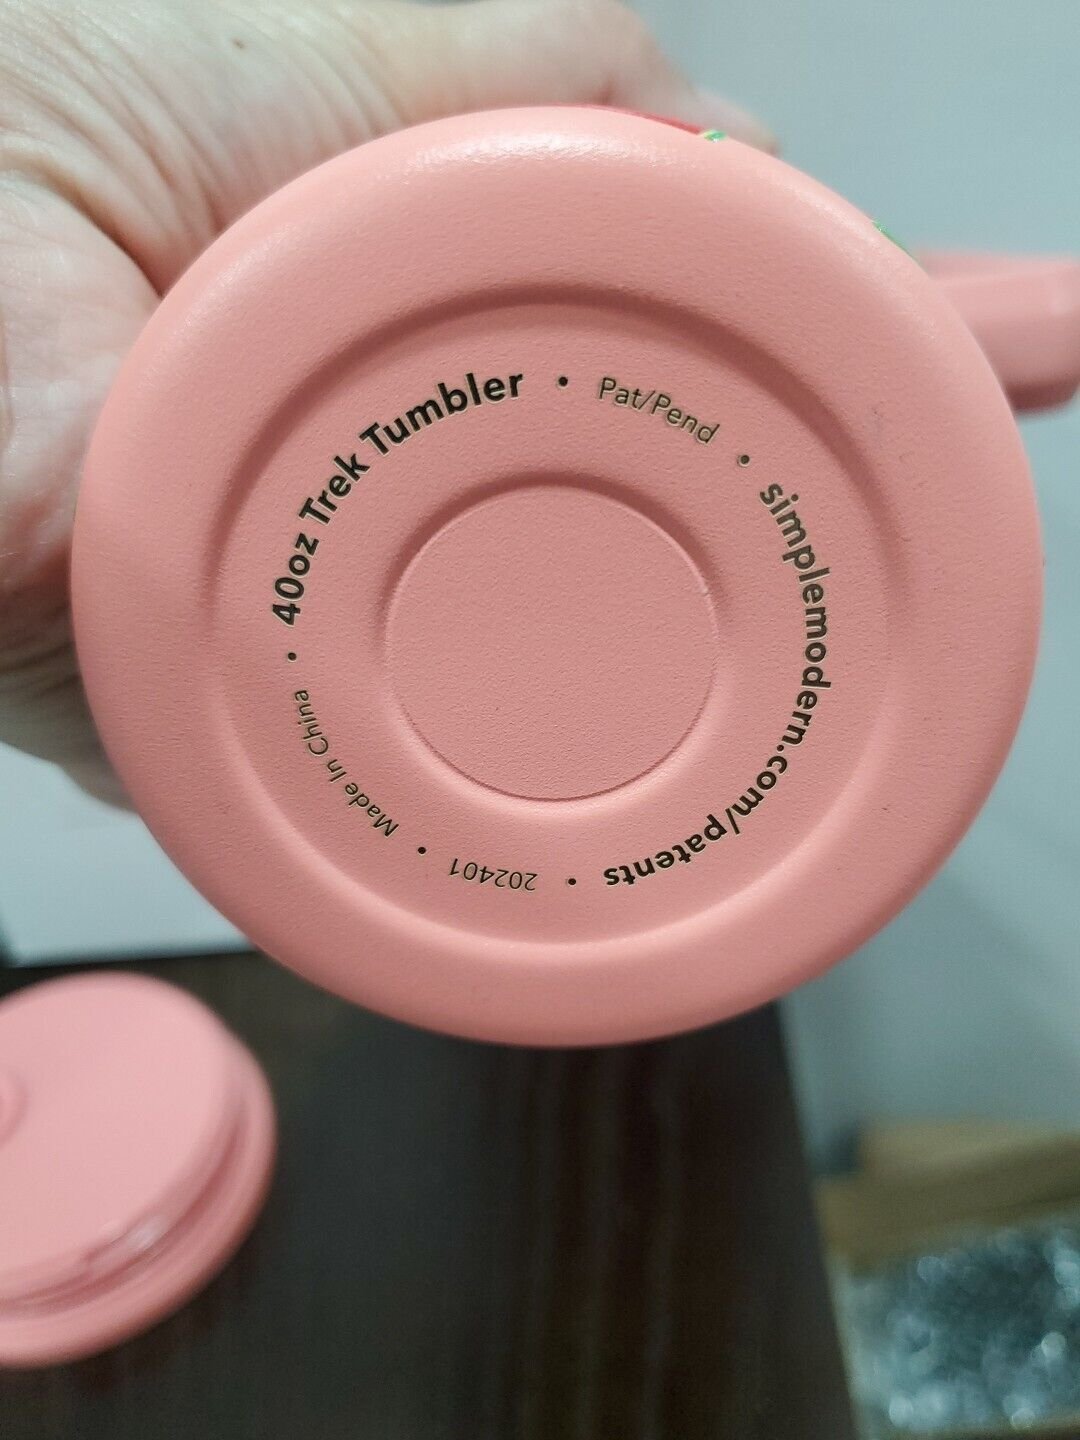 40oz Trek Tumbler • Pat/Pend • simplemodern.com/patents • 202401 • Made In China •